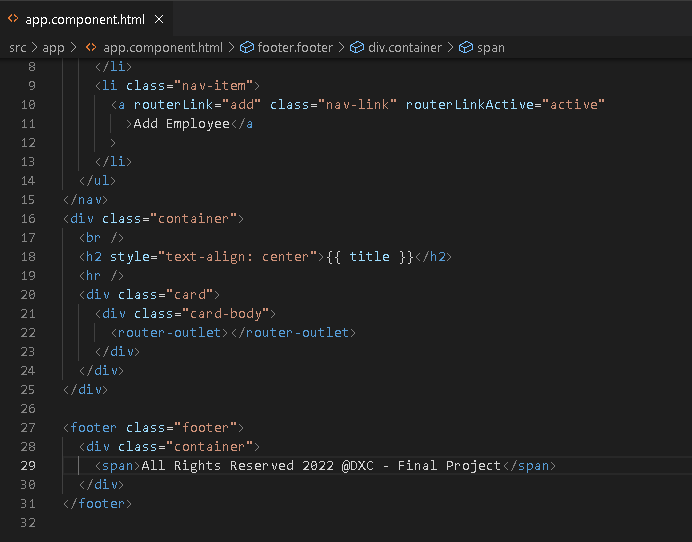 app.component.html
src > app > app.component.html > footer.footer > div.container > span
8 </li>
9 <li class="nav-item">
10 <a routerLink="add" class="nav-link" routerLinkActive="active"
11 >Add Employee</a
12 >
13 </li>
14 </ul>
15 </nav>
16 <div class="container">
17 <br />
18 <h2 style="text-align: center">{{ title }}</h2>
19 <hr />
20 <div class="card">
21 <div class="card-body">
22 <router-outlet></router-outlet>
23 </div>
24 </div>
25 </div>
26
27 <footer class="footer">
28 <div class="container">
29 <span>All Rights Reserved 2022 @DXC - Final Project</span>
30 </div>
31 </footer>
32